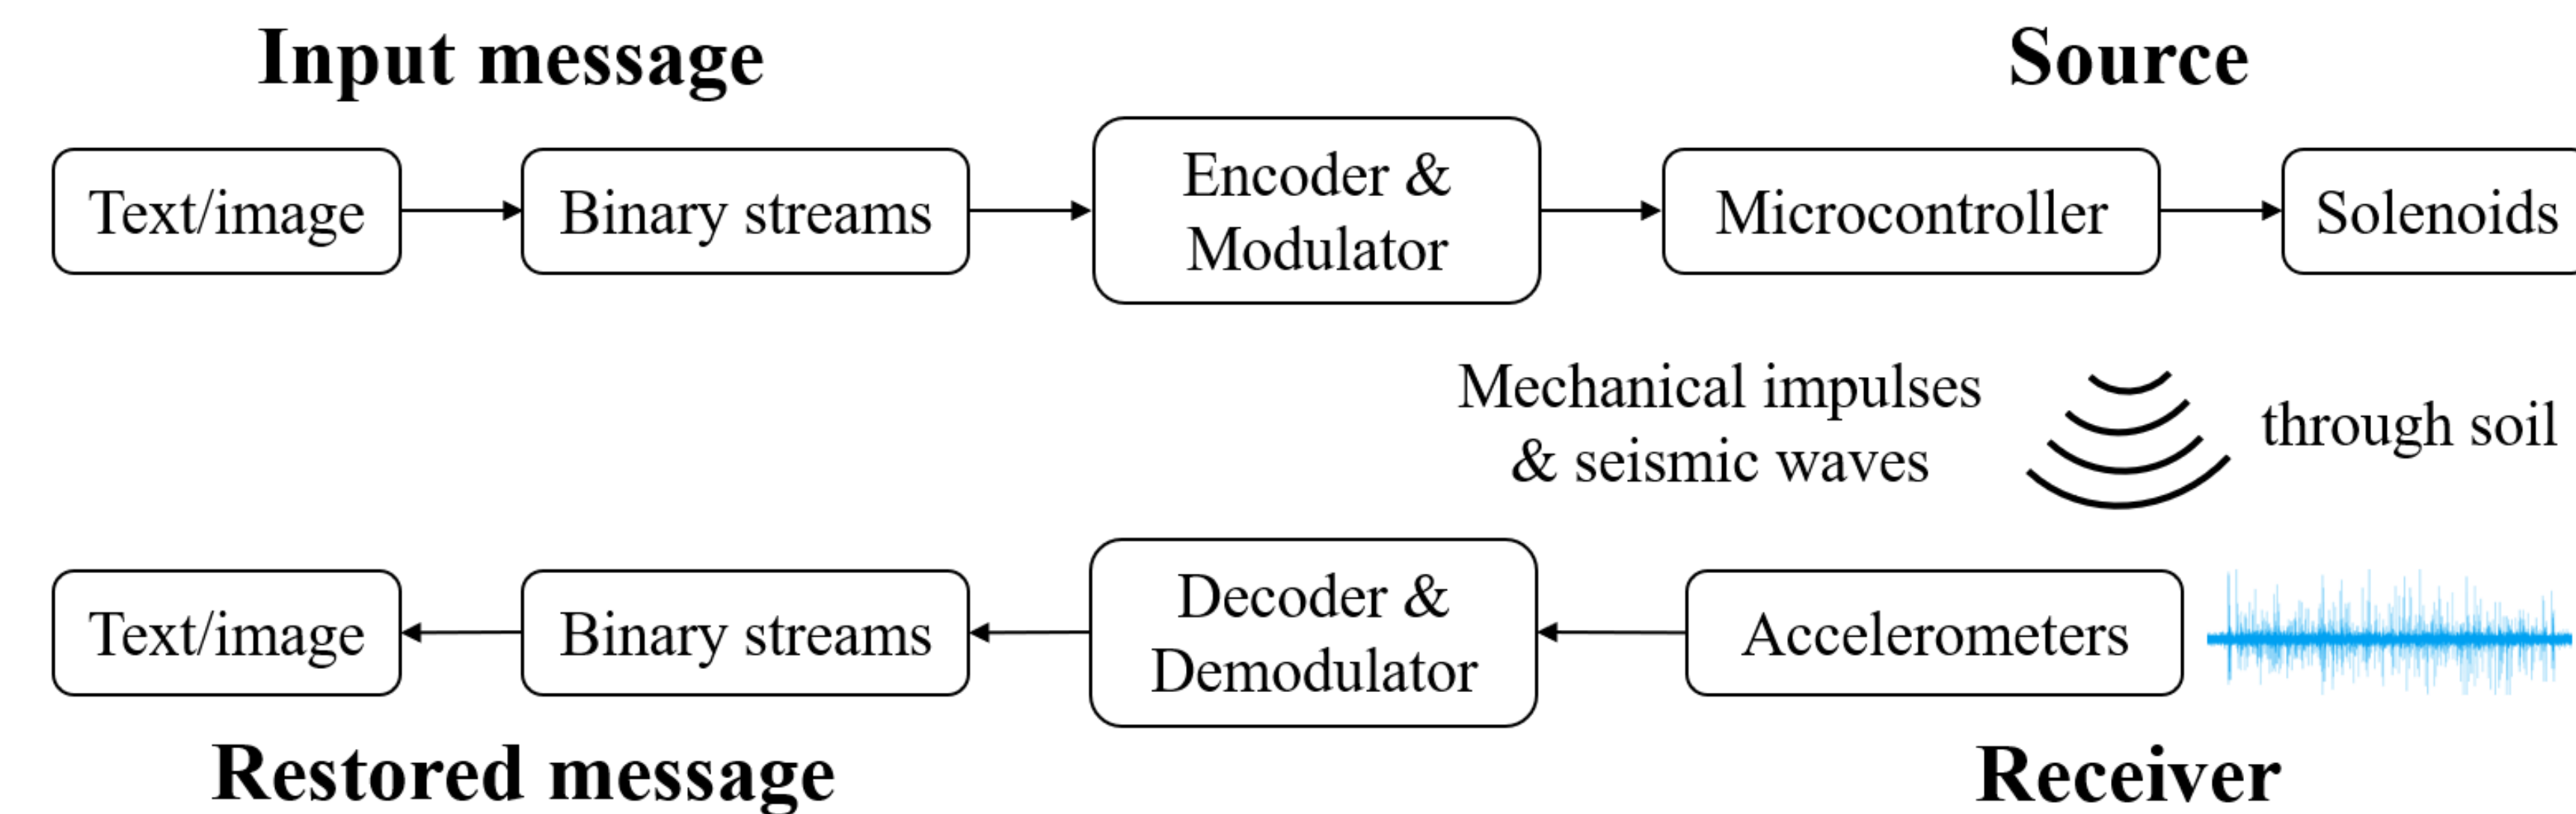 Input message
Source
Text/image
Binary streams
Encoder &
Modulator
Microcontroller
Solenoids
Mechanical impulses
& seismic waves
through soil
Text/image
Binary streams
Decoder &
Demodulator
Accelerometers
Restored message
Receiver